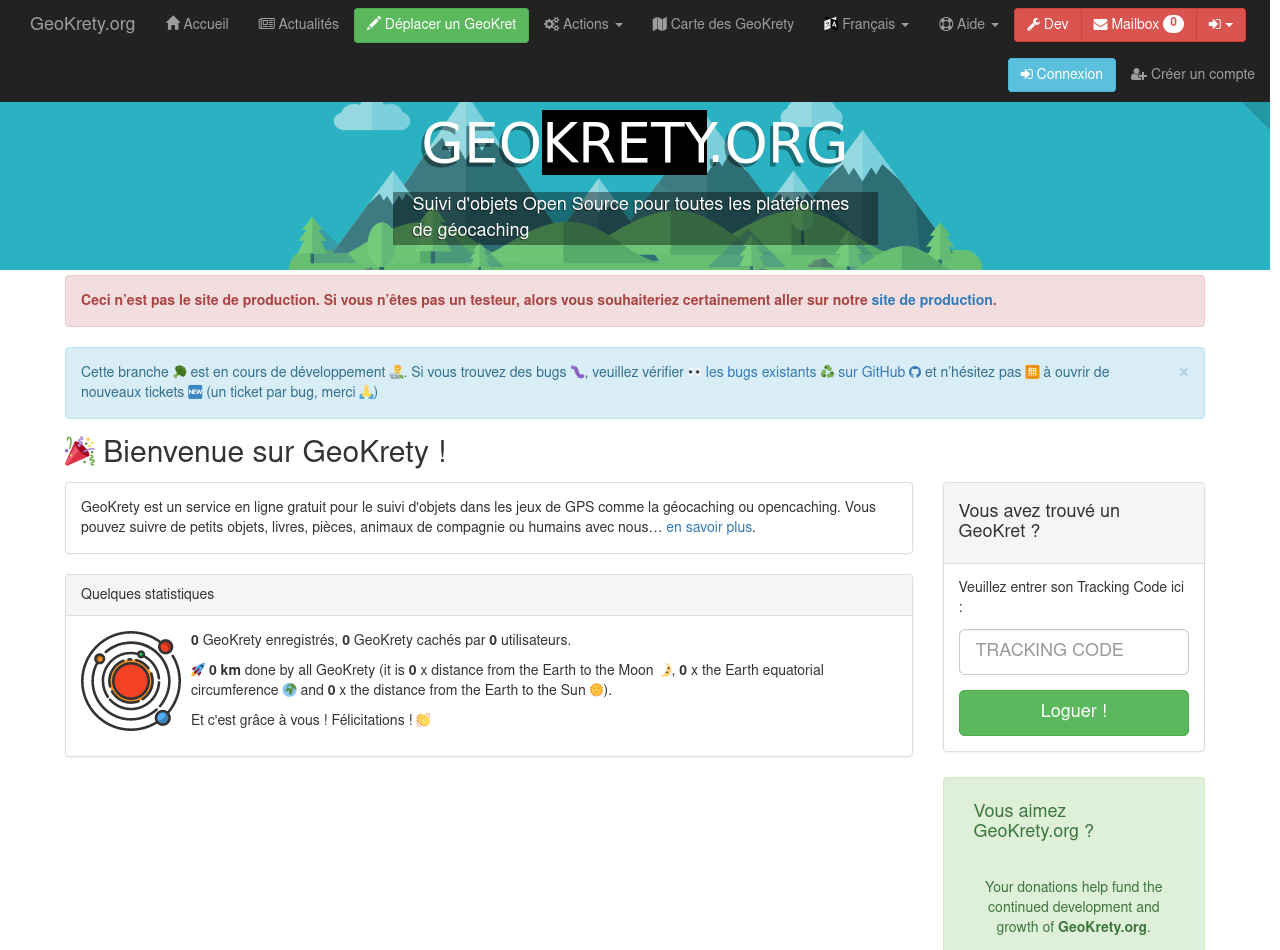 GeoKrety.org Accueil Actualités Déplacer un GeoKret Actions Carte des GeoKrety Français Aide Dev Mailbox 0
Connexion Créer un compte
GEOKRETY.ORG
Suivi d'objets Open Source pour toutes les plateformes
de géocaching
Ceci n’est pas le site de production. Si vous n’êtes pas un testeur, alors vous souhaiteriez certainement aller sur notre site de production.
Cette branche 🌳 est en cours de développement. Si vous trouvez des bugs 🐛, veuillez vérifier 👀 les bugs existants ♻️ sur GitHub et n’hésitez pas à ouvrir de
nouveaux tickets 🆕 (un ticket par bug, merci 🙏)
×
🎉 Bienvenue sur GeoKrety !
GeoKrety est un service en ligne gratuit pour le suivi d'objets dans les jeux de GPS comme la géocaching ou opencaching. Vous
pouvez suivre de petits objets, livres, pièces, animaux de compagnie ou humains avec nous… en savoir plus.
Quelques statistiques
0 GeoKrety enregistrés, 0 GeoKrety cachés par 0 utilisateurs.
🚀 0 km done by all GeoKrety (it is 0 x distance from the Earth to the Moon 🌛, 0 x the Earth equatorial
circumference 🌍 and 0 x the distance from the Earth to the Sun 🌞).
Et c'est grâce à vous ! Félicitations ! 👏
Vous avez trouvé un
GeoKret ?
Veuillez entrer son Tracking Code ici
:
TRACKING CODE
Loguer !
Vous aimez
GeoKrety.org ?
Your donations help fund the
continued development and
growth of GeoKrety.org.